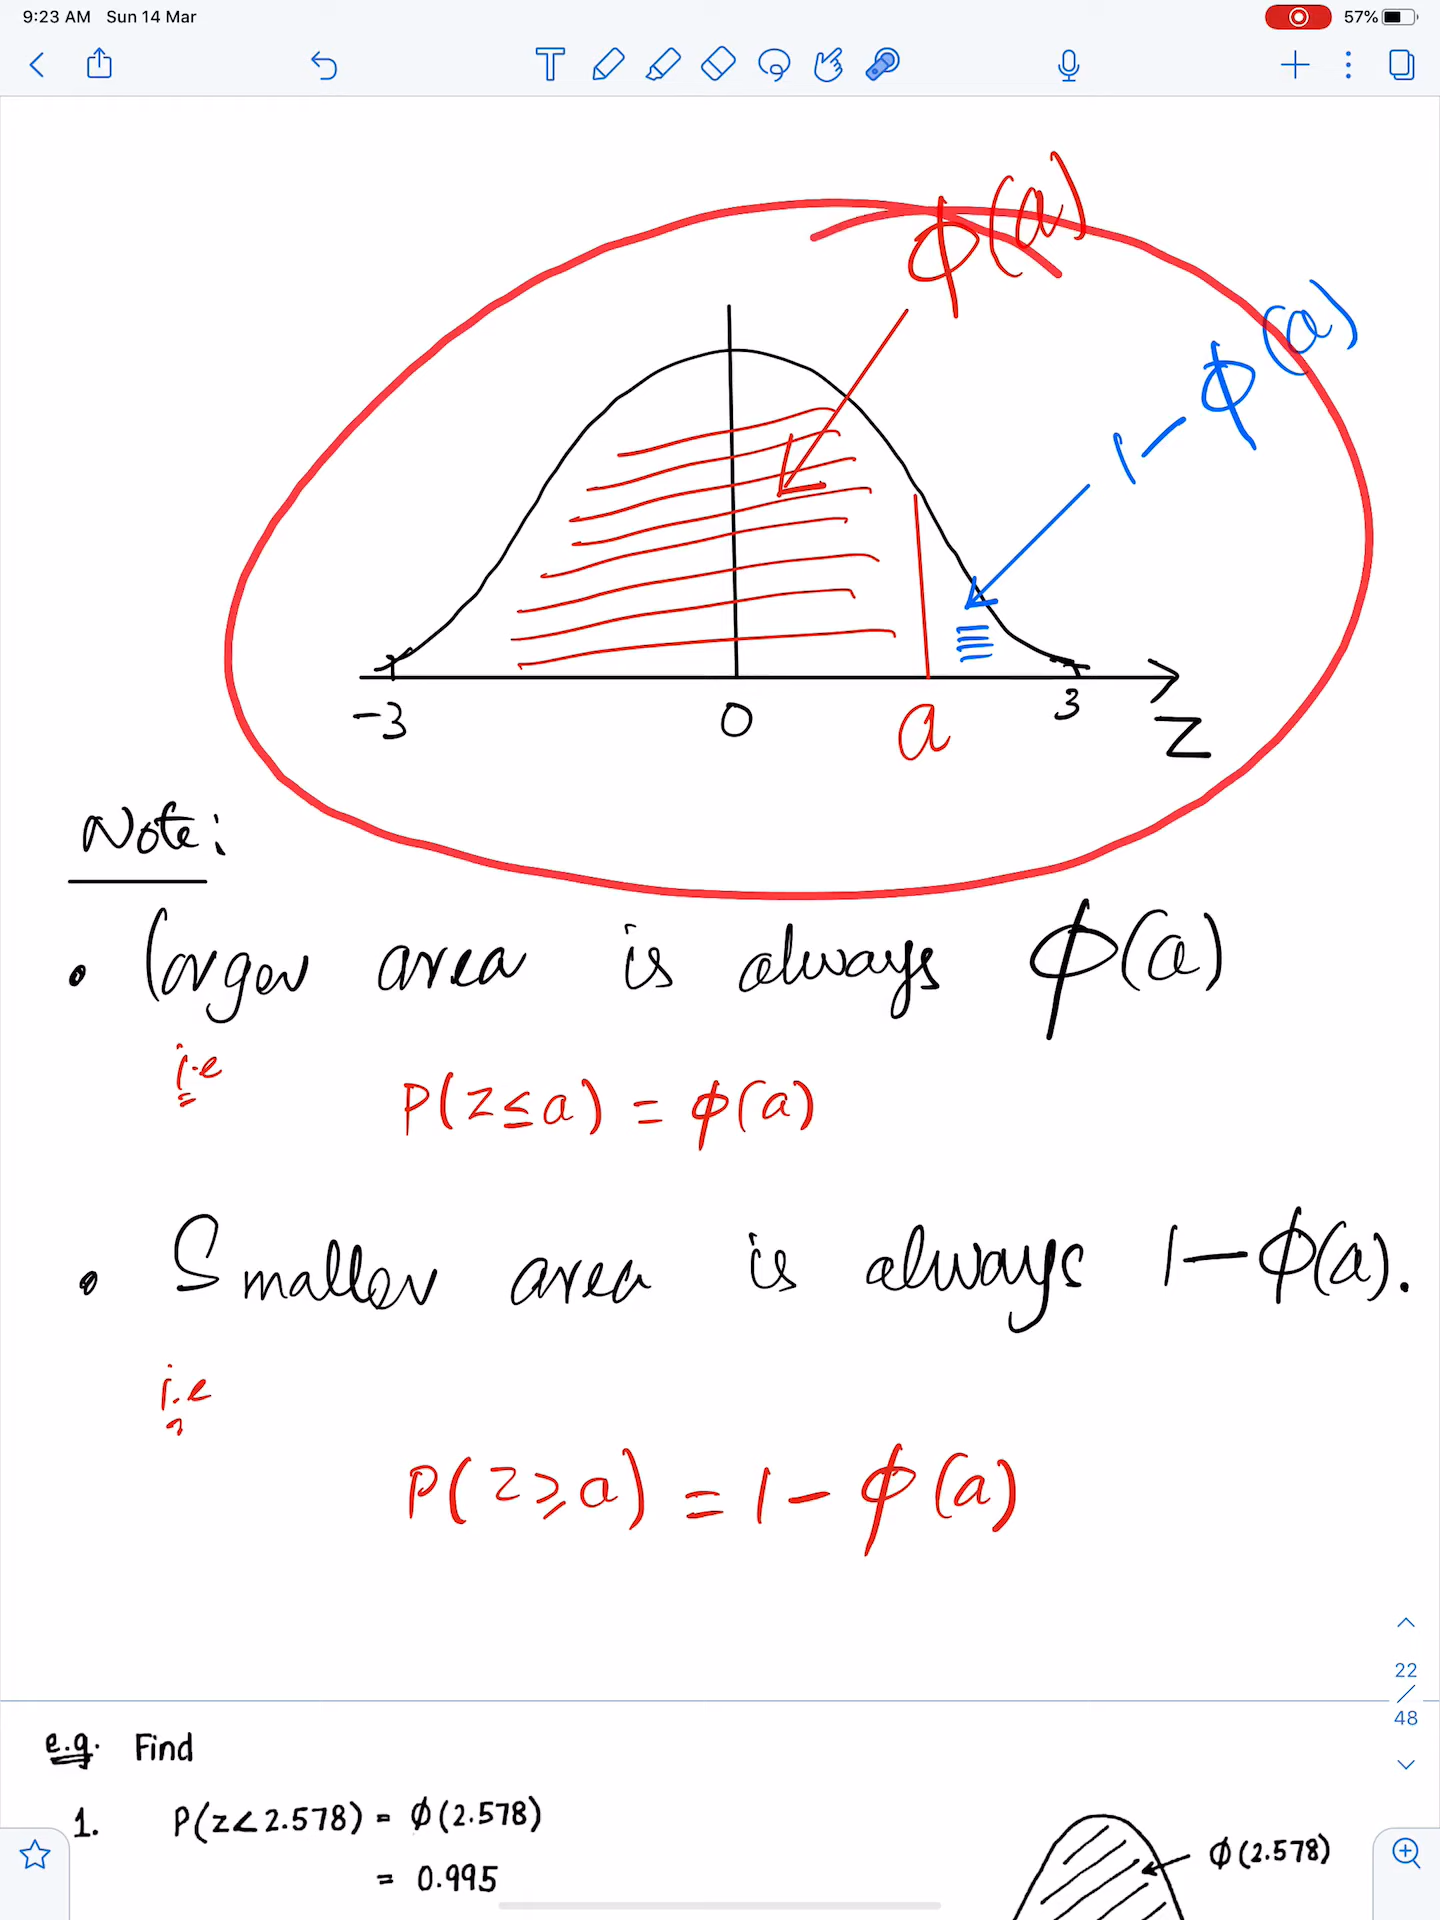 9:23 AM Sun 14 Mar 57%
ϕ(a)
1-ϕ(a)
-3 0 a 3 Z
Note:
• larger area is always ϕ(a)
i.e
P(Z≤a) = ϕ(a)
• Smaller area is always 1-ϕ(a).
i.e
P(Z≥a) = 1-ϕ(a)
22
/
48
e.g. Find
1. P(Z<2.578) = ϕ(2.578)
ϕ(2.578)
= 0.995